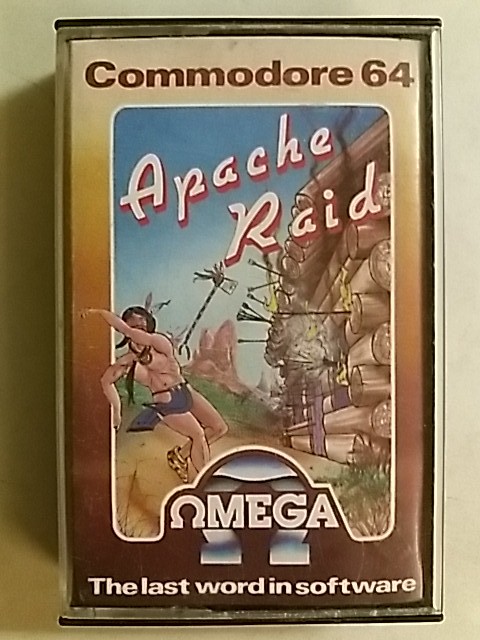 Commodore 64
Apache
Raid
ΩMEGA
The last word in software